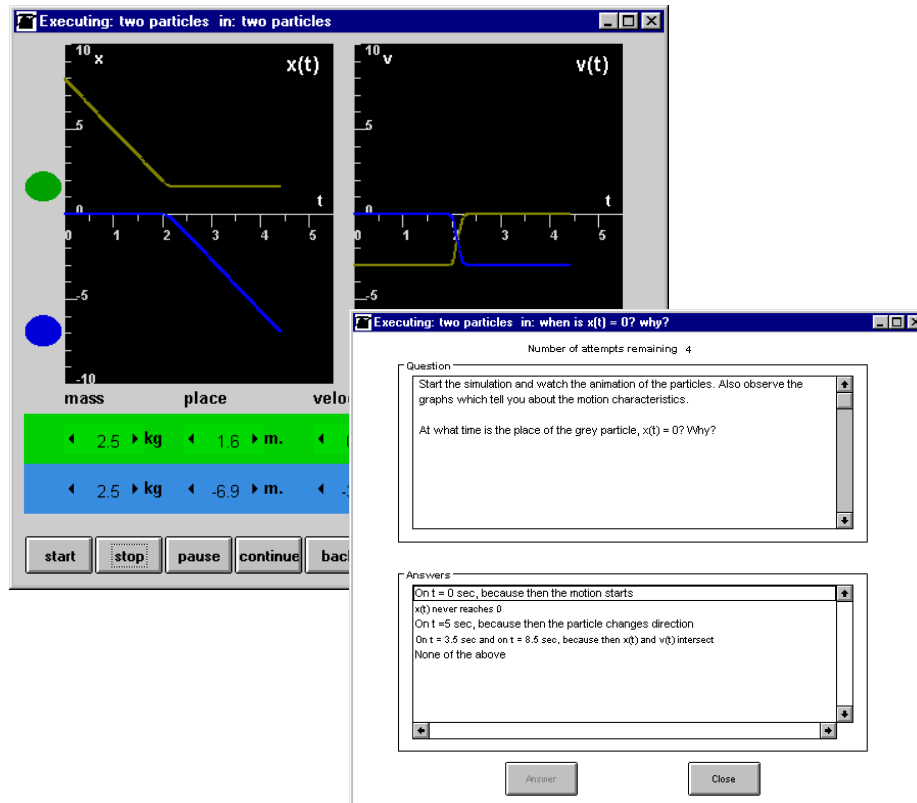 Executing: two particles in: two particles
10 x x(t)
5
0 t
0 1 2 3 4 5
-5
-10
10 v v(t)
5
0 t
0 1 2 3 4 5
-5
mass place velo
2.5 kg 1.6 m.
2.5 kg -6.9 m.
start stop pause continue bac
Executing: two particles in: when is x(t) = 0? why?
Number of attempts remaining 4
Question
Start the simulation and watch the animation of the particles. Also observe the
graphs which tell you about the motion characteristics.
At what time is the place of the grey particle, x(t) = 0? Why?
Answers
On t = 0 sec, because then the motion starts
x(t) never reaches 0
On t =5 sec, because the particle changes direction
On t = 3.5 sec and on t = 8.5 sec, because then x(t) and v(t) intersect
None of the above
Answer Close